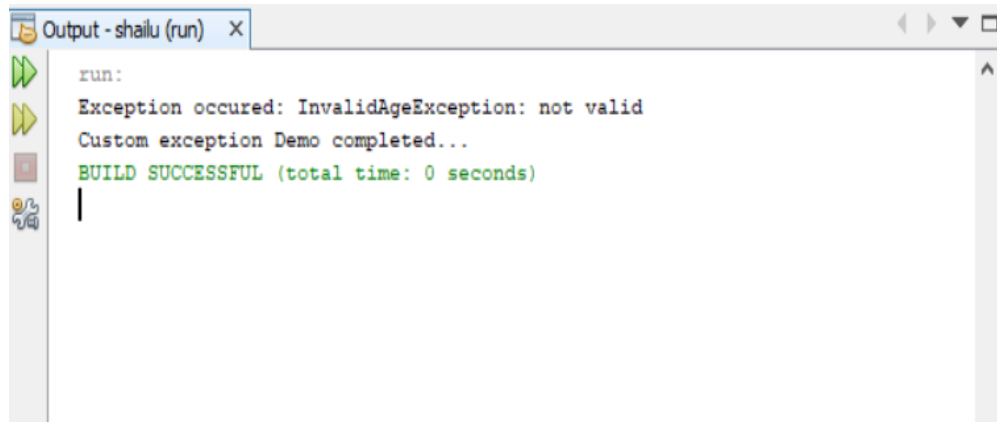 Output - shailu (run) X
run:
Exception occured: InvalidAgeException: not valid
Custom exception Demo completed...
BUILD SUCCESSFUL (total time: 0 seconds)